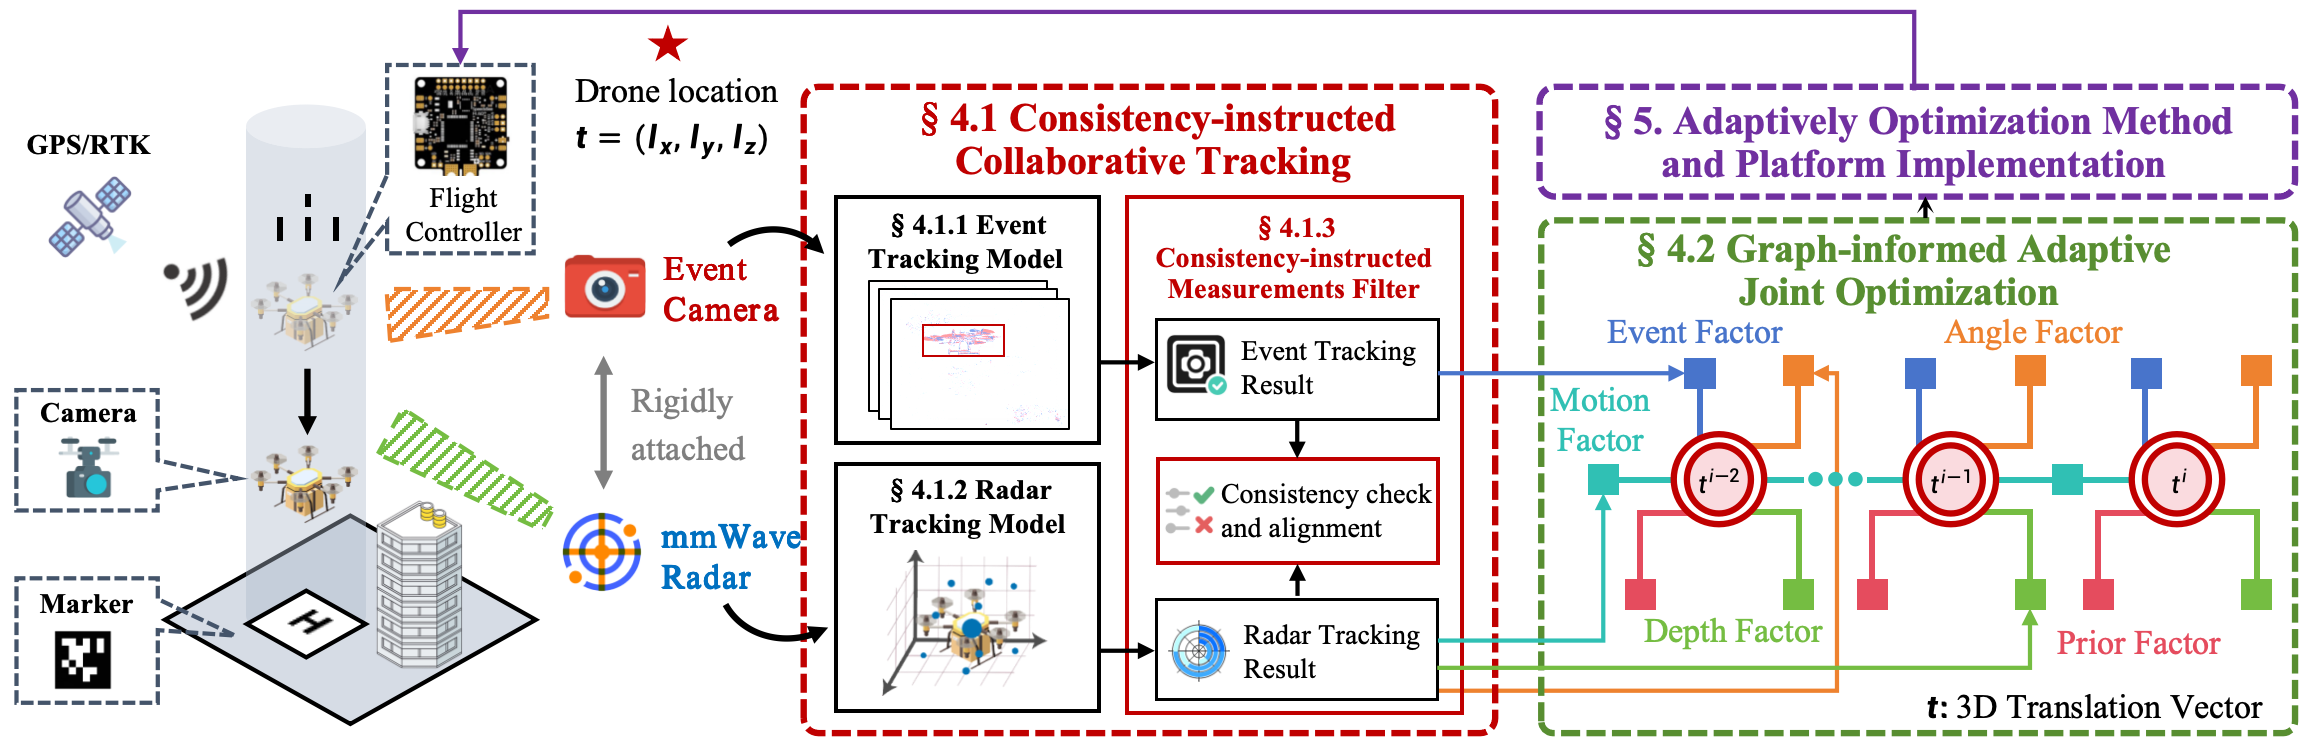 GPS/RTK
Flight
Controller
Camera
Marker
H
Drone location
t = (lx, ly, lz)
Event
Camera
Rigidly
attached
mmWave
Radar
§ 4.1 Consistency-instructed
Collaborative Tracking
§ 4.1.1 Event
Tracking Model
§ 4.1.2 Radar
Tracking Model
§ 4.1.3
Consistency-instructed
Measurements Filter
Event Tracking
Result
Consistency check
and alignment
Radar Tracking
Result
§ 5. Adaptively Optimization Method
and Platform Implementation
§ 4.2 Graph-informed Adaptive
Joint Optimization
Event Factor
Angle Factor
Motion
Factor
t^{i−2}
t^{i−1}
t^{i}
Depth Factor
Prior Factor
t: 3D Translation Vector